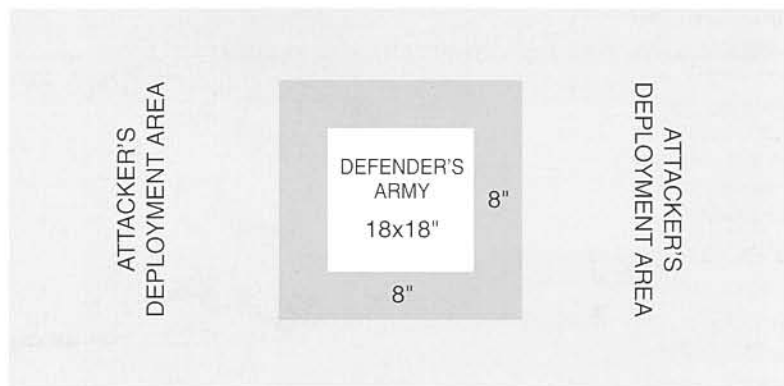 ATTACKER'S
DEPLOYMENT AREA
DEFENDER'S
ARMY
18x18"
8"
8"
ATTACKER'S
DEPLOYMENT AREA